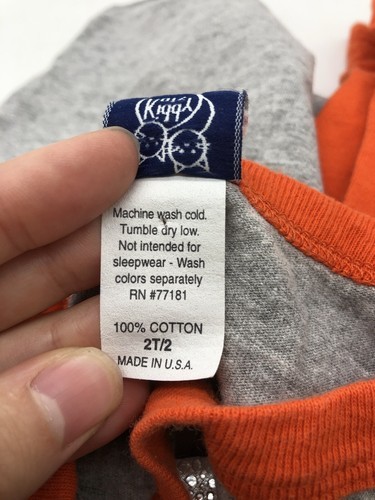 Machine wash cold.
Tumble dry low.
Not intended for
sleepwear - Wash
colors separately
RN #77181
100% COTTON
2T/2
MADE IN U.S.A.